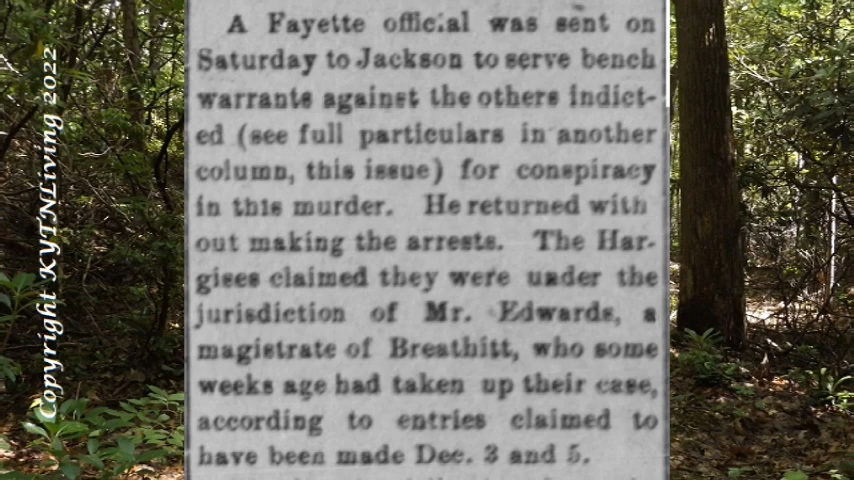 A Fayette official was sent on
Saturday to Jackson to serve bench
warrants against the others indict-
ed (see full particulars in another
column, this issue) for conspiracy
in this murder. He returned with
out making the arrests. The Har-
gises claimed they were under the
jurisdiction of Mr. Edwards, a
magistrate of Breathitt, who some
weeks age had taken up their case,
according to entries claimed to
have been made Dec. 3 and 5.
Copyright KYTNLiving 2022